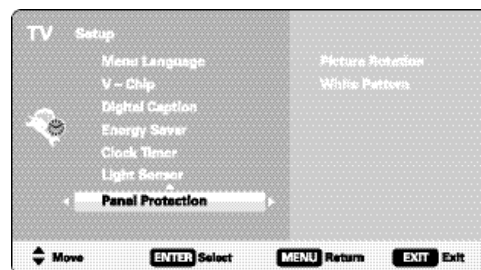 TV Setup
Menu Language
V - Chip
Digital Caption
Energy Saver
Clock Timer
Light Sensor
Panel Protection
Picture Rotation
White Pattern
Move ENTER Select MENU Return EXIT Exit